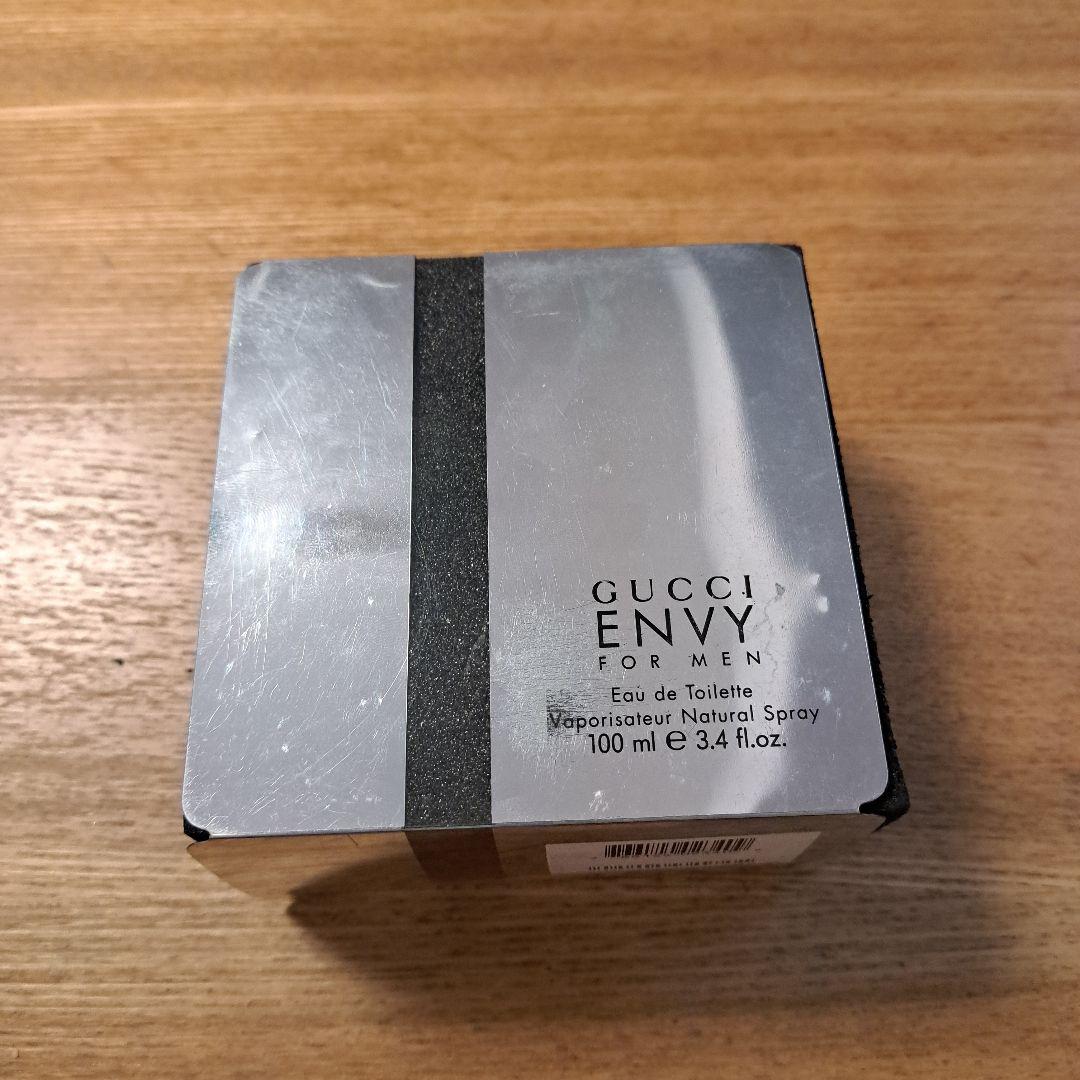 GUCCI
ENVY
FOR MEN
Eau de Toilette
Vaporisateur Natural Spray
100 ml ℮ 3.4 fl.oz.